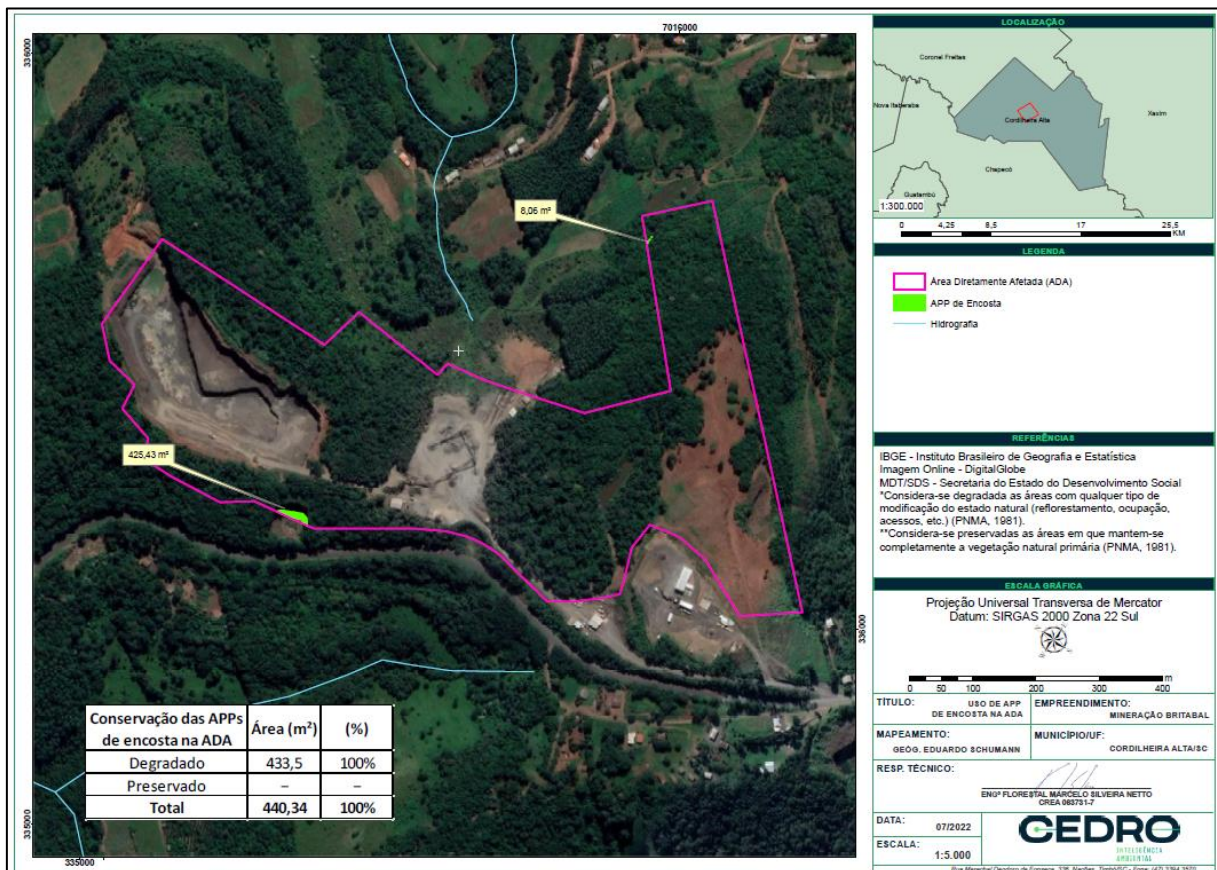 7016000
336000
8,06 m²
425,43 m²
336000
335000
335000
Conservação das APPs de encosta na ADA Área (m²) (%)
Degradado 433,5 100%
Preservado – –
Total 440,34 100%
LOCALIZAÇÃO
Coronel Freitas
Nova Itaberaba
Cordilheira Alta
Xaxim
Chapecó
Guatambú
1:300.000
0 4,25 8,5 17 25,5
KM
LEGENDA
Área Diretamente Afetada (ADA)
APP de Encosta
Hidrografia
REFERÊNCIAS
IBGE - Instituto Brasileiro de Geografia e Estatística
Imagem Online - DigitalGlobe
MDT/SDS - Secretaria do Estado do Desenvolvimento Social
*Considera-se degradada as áreas com qualquer tipo de
modificação do estado natural (reflorestamento, ocupação,
acessos, etc.) (PNMA, 1981).
**Considera-se preservadas as áreas em que mantem-se
completamente a vegetação natural primária (PNMA, 1981).
ESCALA GRÁFICA
Projeção Universal Transversa de Mercator
Datum: SIRGAS 2000 Zona 22 Sul
0 50 100 200 300 400 m
TÍTULO: USO DE APP
DE ENCOSTA NA ADA
EMPREENDIMENTO:
MINERAÇÃO BRITABAL
MAPEAMENTO:
GEÓG. EDUARDO SCHUMANN
MUNICÍPIO/UF:
CORDILHEIRA ALTA/SC
RESP. TÉCNICO:
ENGº FLORESTAL MARCELO SILVEIRA NETTO
CREA 063731-7
DATA: 07/2022
ESCALA: 1:5.000
CEDRO
INTELIGÊNCIA
AMBIENTAL